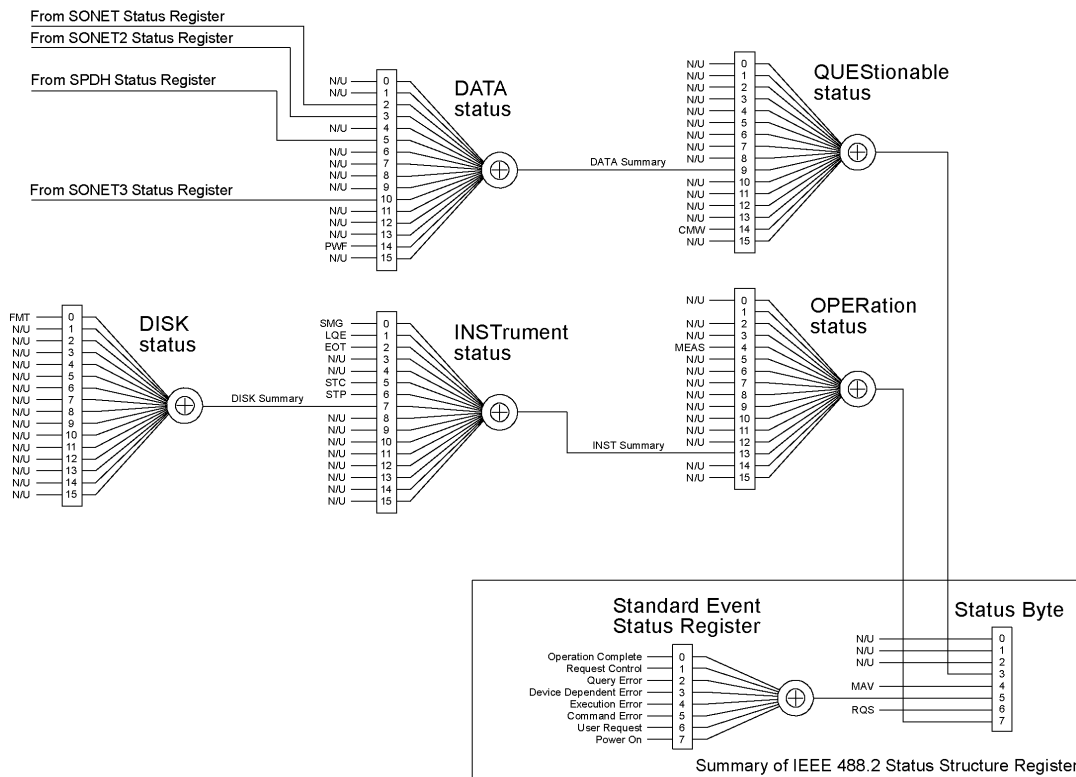 From SONET Status Register
From SONET2 Status Register
From SPDH Status Register
From SONET3 Status Register
DATA
status
N/U 0
N/U 1
2
3
N/U 4
5
N/U 6
N/U 7
N/U 8
N/U 9
10
N/U 11
N/U 12
N/U 13
PWF 14
N/U 15
DATA Summary
QUEStionable
status
N/U 0
N/U 1
N/U 2
N/U 3
N/U 4
N/U 5
N/U 6
N/U 7
N/U 8
9
N/U 10
N/U 11
N/U 12
N/U 13
CMW 14
N/U 15
DISK
status
FMT 0
N/U 1
N/U 2
N/U 3
N/U 4
N/U 5
N/U 6
N/U 7
N/U 8
N/U 9
N/U 10
N/U 11
N/U 12
N/U 13
N/U 14
N/U 15
DISK Summary
INSTrument
status
SMG 0
LQE 1
EOT 2
N/U 3
N/U 4
STC 5
STP 6
7
N/U 8
N/U 9
N/U 10
N/U 11
N/U 12
N/U 13
N/U 14
N/U 15
INST Summary
OPERation
status
N/U 0
1
N/U 2
N/U 3
MEAS 4
N/U 5
N/U 6
N/U 7
N/U 8
N/U 9
N/U 10
N/U 11
N/U 12
13
N/U 14
N/U 15
Standard Event
Status Register
Operation Complete 0
Request Control 1
Query Error 2
Device Dependent Error 3
Execution Error 4
Command Error 5
User Request 6
Power On 7
Status Byte
N/U 0
N/U 1
N/U 2
3
MAV 4
5
RQS 6
7
Summary of IEEE 488.2 Status Structure Register